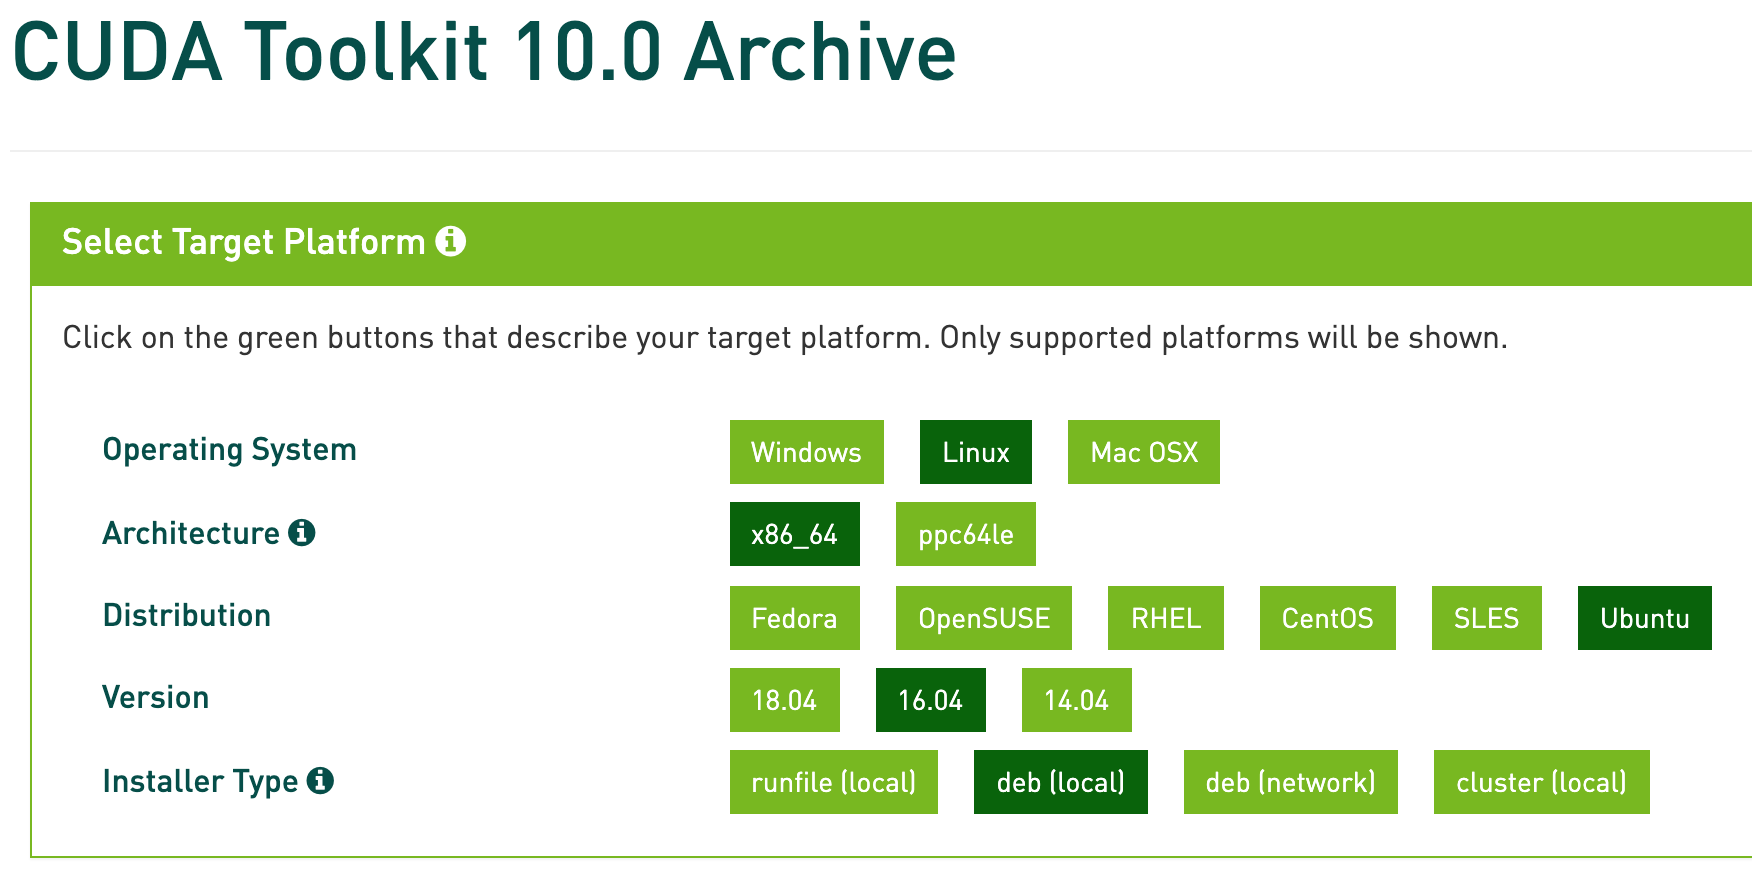 CUDA Toolkit 10.0 Archive
Select Target Platform
Click on the green buttons that describe your target platform. Only supported platforms will be shown.
Operating System Windows Linux Mac OSX
Architecture x86_64 ppc64le
Distribution Fedora OpenSUSE RHEL CentOS SLES Ubuntu
Version 18.04 16.04 14.04
Installer Type runfile (local) deb (local) deb (network) cluster (local)